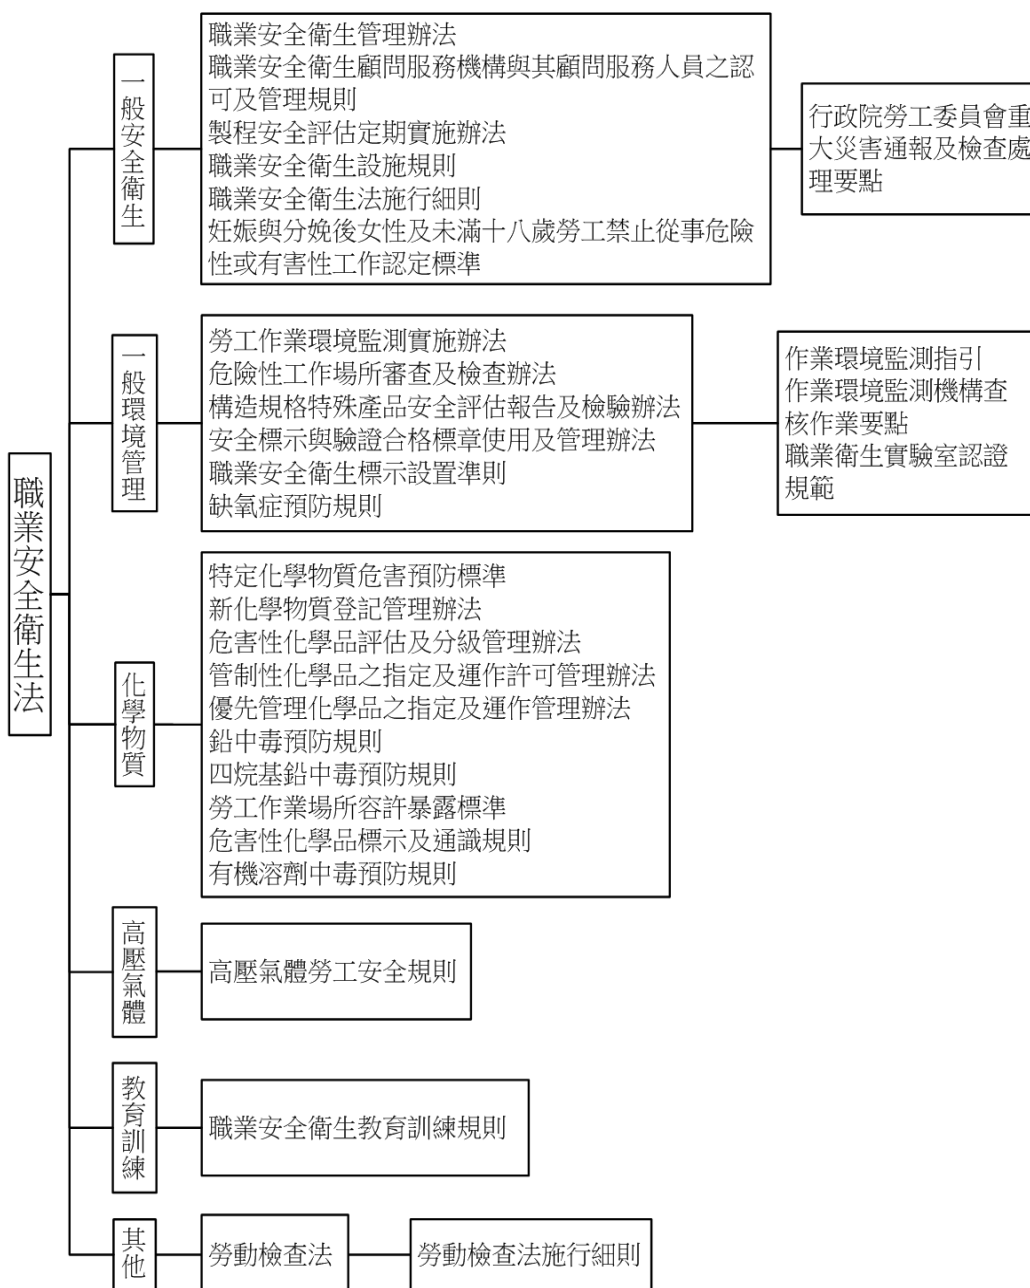 職業安全衛生法
一般安全衛生
職業安全衛生管理辦法
職業安全衛生顧問服務機構與其顧問服務人員之認
可及管理規則
製程安全評估定期實施辦法
職業安全衛生設施規則
職業安全衛生法施行細則
妊娠與分娩後女性及未滿十八歲勞工禁止從事危險
性或有害性工作認定標準
行政院勞工委員會重
大災害通報及檢查處
理要點
一般環境管理
勞工作業環境監測實施辦法
危險性工作場所審查及檢查辦法
構造規格特殊產品安全評估報告及檢驗辦法
安全標示與驗證合格標章使用及管理辦法
職業安全衛生標示設置準則
缺氧症預防規則
作業環境監測指引
作業環境監測機構查
核作業要點
職業衛生實驗室認證
規範
化學物質
特定化學物質危害預防標準
新化學物質登記管理辦法
危害性化學品評估及分級管理辦法
管制性化學品之指定及運作許可管理辦法
優先管理化學品之指定及運作管理辦法
鉛中毒預防規則
四烷基鉛中毒預防規則
勞工作業場所容許暴露標準
危害性化學品標示及通識規則
有機溶劑中毒預防規則
高壓氣體
高壓氣體勞工安全規則
教育訓練
職業安全衛生教育訓練規則
其他
勞動檢查法
勞動檢查法施行細則